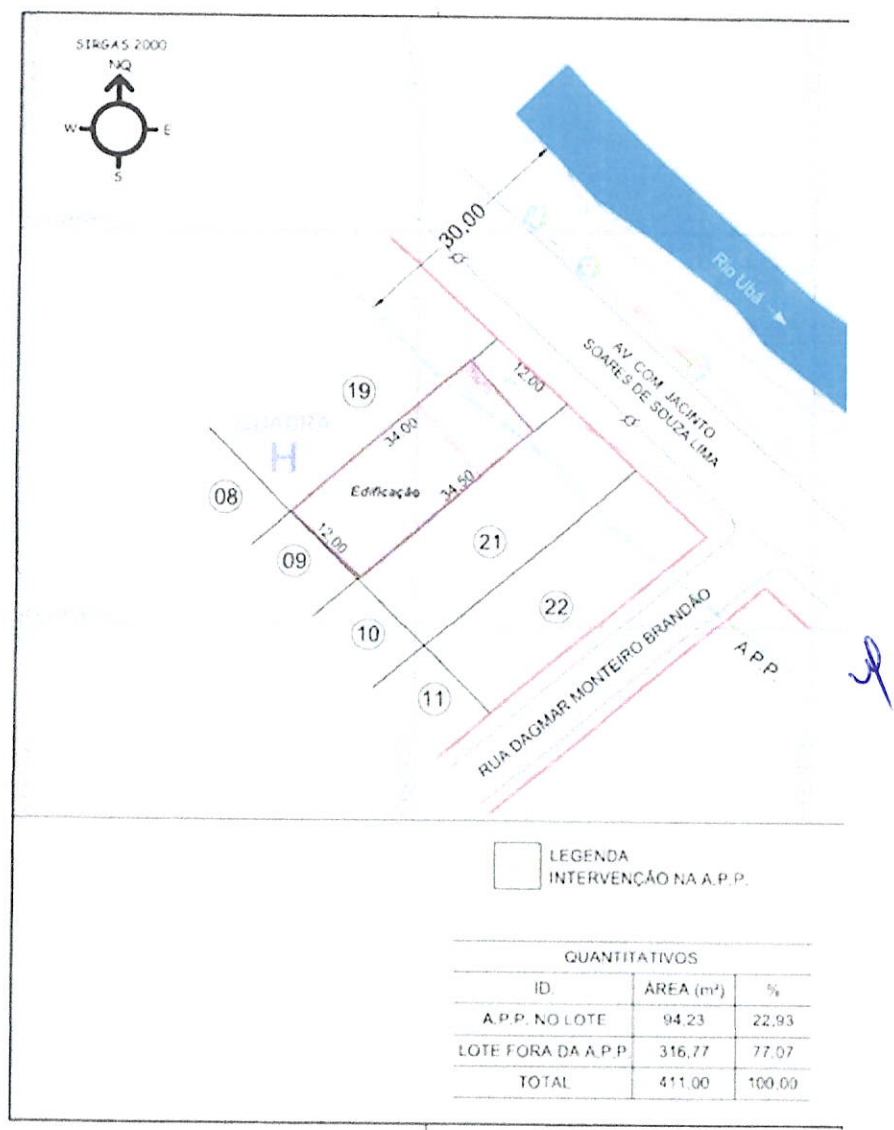 SIRGAS 2000
NQ
W
E
S
30,00
Rio Ubá
AV. COM. JACINTO
SOARES DE SOUZA LIMA
12,00
19
34,00
QUADRA
H
08
Edificação
34,50
12,00
09
21
10
22
11
RUA DAGMAR MONTEIRO BRANDÃO
A.P.P.
LEGENDA
INTERVENÇÃO NA A.P.P.
QUANTITATIVOS
ID. ÁREA (m²) %
A.P.P. NO LOTE 94,23 22,93
LOTE FORA DA A.P.P. 316,77 77,07
TOTAL 411,00 100,00